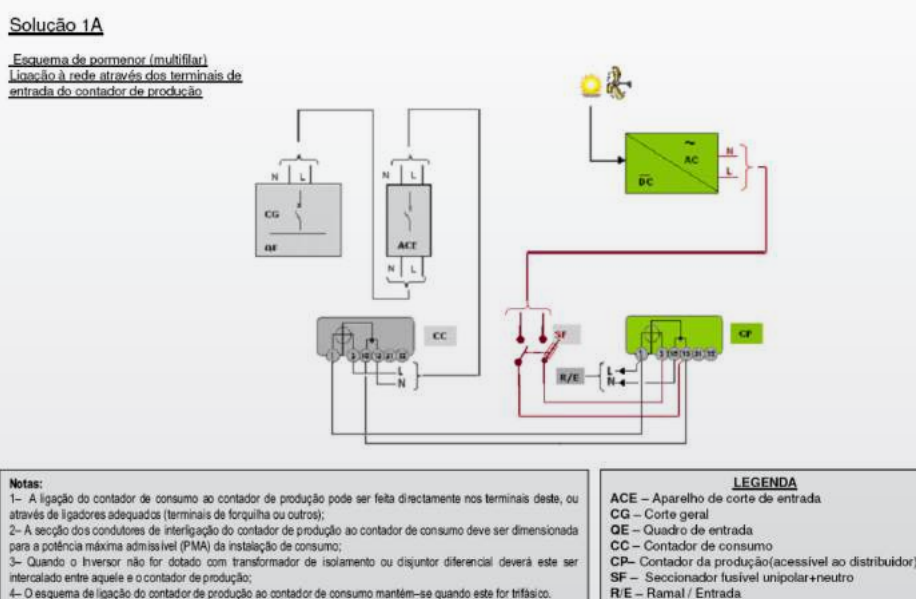 Solução 1A
Esquema de pormenor (multifilar)
Ligação à rede através dos terminais de
entrada do contador de produção
N L
CG
QE
N L
ACE
N L
~
AC
DC
N
L
CC
L
N
SF
R/E
L
N
CP
Notas:
1– A ligação do contador de consumo ao contador de produção pode ser feita directamente nos terminais deste, ou
através de ligadores adequados (terminais de forquilha ou outros);
2– A secção dos condutores de interligação do contador de produção ao contador de consumo deve ser dimensionada
para a potência máxima admissível (PMA) da instalação de consumo;
3– Quando o Inversor não for dotado com transformador de isolamento ou disjuntor diferencial deverá este ser
intercalado entre aquele e o contador de produção;
4– O esquema de ligação do contador de produção ao contador de consumo mantém–se quando este for trifásico.
LEGENDA
ACE – Aparelho de corte de entrada
CG – Corte geral
QE – Quadro de entrada
CC – Contador de consumo
CP– Contador da produção(acessível ao distribuidor)
SF – Seccionador fusível unipolar+neutro
R/E – Ramal / Entrada